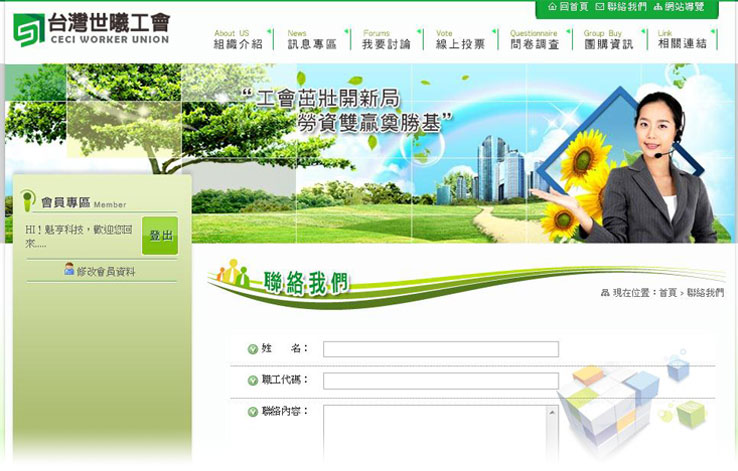 回首頁 聯絡我們 網站導覽
台灣世曦工會
CECI WORKER UNION
About US
組織介紹
News
訊息專區
Forums
我要討論
Vote
線上投票
Questionnaire
問卷調查
Group Buy
團購資訊
Link
相關連結
“工會茁壯開新局
勞資雙贏奠勝基”
會員專區 Member
HI！魅亨科技，歡迎您回
來.....
登出
修改會員資料
聯絡我們
現在位置：首頁 > 聯絡我們
姓 名：
職工代碼：
聯絡內容：